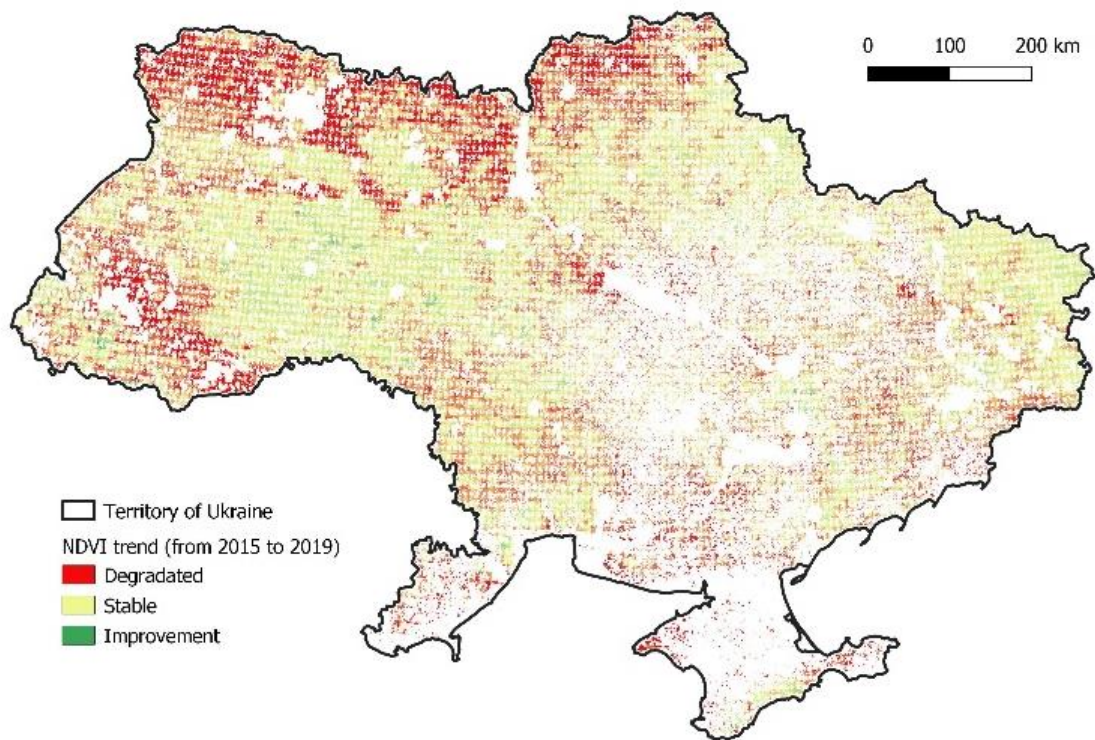 0 100 200 km
Territory of Ukraine
NDVI trend (from 2015 to 2019)
Degradated
Stable
Improvement